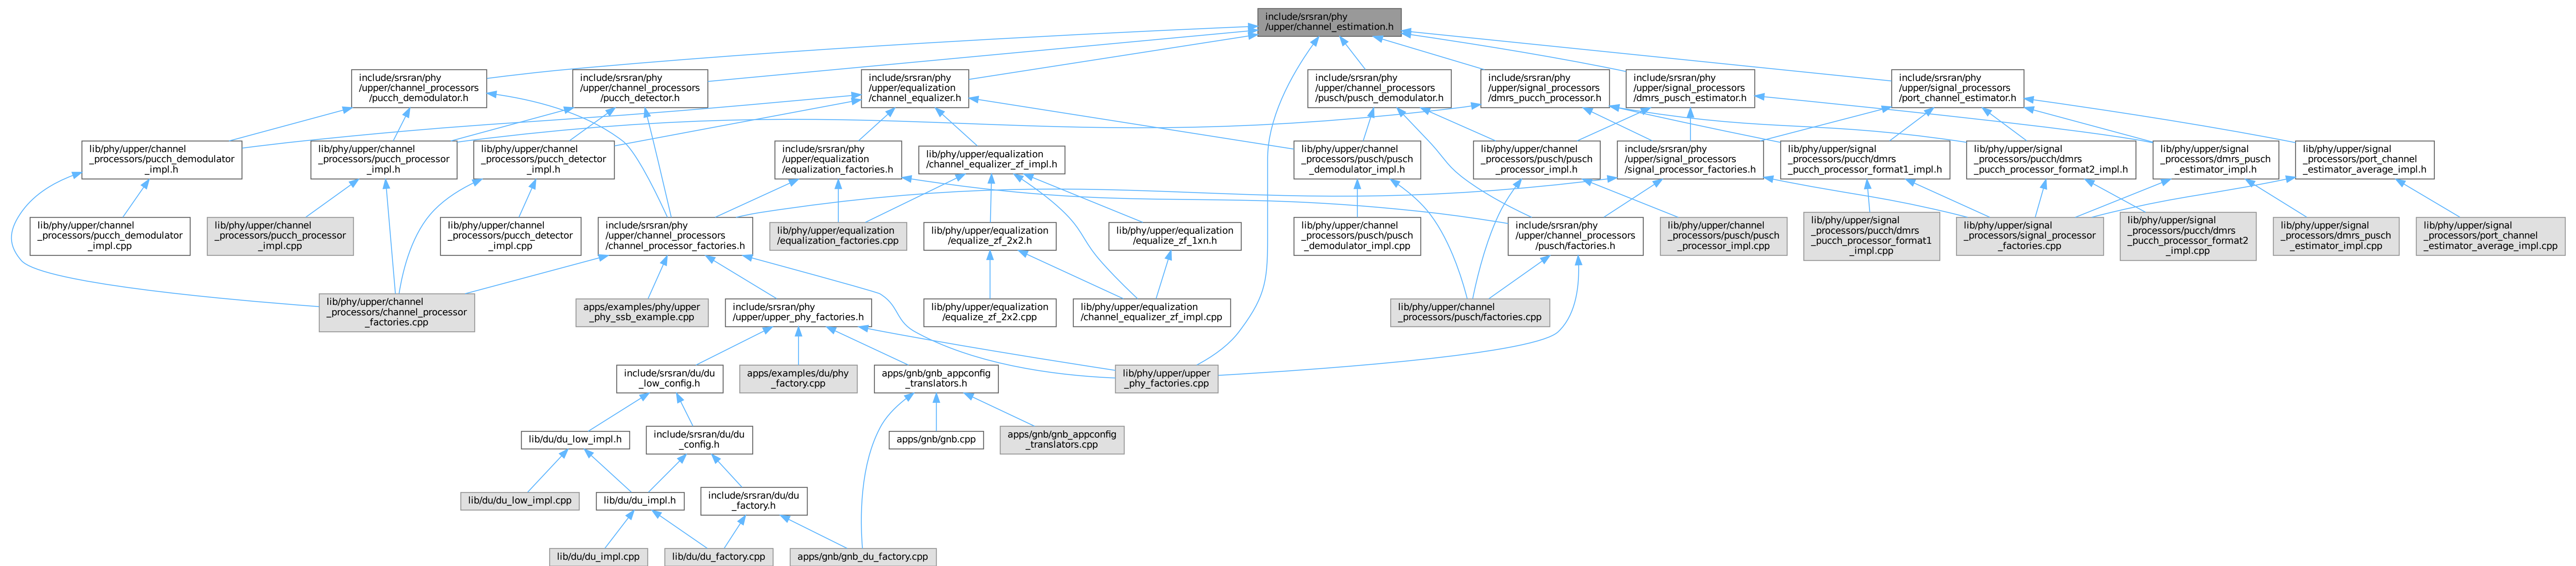 include/srsran/phy
/upper/channel_estimation.h
include/srsran/phy
/upper/channel_processors
/pucch_demodulator.h
include/srsran/phy
/upper/channel_processors
/pucch_detector.h
include/srsran/phy
/upper/equalization
/channel_equalizer.h
include/srsran/phy
/upper/channel_processors
/pusch/pusch_demodulator.h
include/srsran/phy
/upper/signal_processors
/dmrs_pucch_processor.h
include/srsran/phy
/upper/signal_processors
/dmrs_pusch_estimator.h
include/srsran/phy
/upper/signal_processors
/port_channel_estimator.h
lib/phy/upper/channel
_processors/pucch_demodulator
_impl.h
lib/phy/upper/channel
_processors/pucch_processor
_impl.h
lib/phy/upper/channel
_processors/pucch_detector
_impl.h
include/srsran/phy
/upper/equalization
/equalization_factories.h
lib/phy/upper/equalization
/channel_equalizer_zf_impl.h
lib/phy/upper/channel
_processors/pusch/pusch
_demodulator_impl.h
lib/phy/upper/channel
_processors/pusch/pusch
_processor_impl.h
include/srsran/phy
/upper/signal_processors
/signal_processor_factories.h
lib/phy/upper/signal
_processors/pucch/dmrs
_pucch_processor_format1_impl.h
lib/phy/upper/signal
_processors/pucch/dmrs
_pucch_processor_format2_impl.h
lib/phy/upper/signal
_processors/dmrs_pusch
_estimator_impl.h
lib/phy/upper/signal
_processors/port_channel
_estimator_average_impl.h
lib/phy/upper/channel
_processors/pucch_demodulator
_impl.cpp
lib/phy/upper/channel
_processors/pucch_processor
_impl.cpp
lib/phy/upper/channel
_processors/pucch_detector
_impl.cpp
include/srsran/phy
/upper/channel_processors
/channel_processor_factories.h
lib/phy/upper/equalization
/equalization_factories.cpp
lib/phy/upper/equalization
/equalize_zf_2x2.h
lib/phy/upper/equalization
/equalize_zf_1xn.h
lib/phy/upper/channel
_processors/pusch/pusch
_demodulator_impl.cpp
include/srsran/phy
/upper/channel_processors
/pusch/factories.h
lib/phy/upper/channel
_processors/pusch/pusch
_processor_impl.cpp
lib/phy/upper/signal
_processors/pucch/dmrs
_pucch_processor_format1
_impl.cpp
lib/phy/upper/signal
_processors/signal_processor
_factories.cpp
lib/phy/upper/signal
_processors/pucch/dmrs
_pucch_processor_format2
_impl.cpp
lib/phy/upper/signal
_processors/dmrs_pusch
_estimator_impl.cpp
lib/phy/upper/signal
_processors/port_channel
_estimator_average_impl.cpp
lib/phy/upper/channel
_processors/channel_processor
_factories.cpp
apps/examples/phy/upper
_phy_ssb_example.cpp
include/srsran/phy
/upper/upper_phy_factories.h
lib/phy/upper/equalization
/equalize_zf_2x2.cpp
lib/phy/upper/equalization
/channel_equalizer_zf_impl.cpp
lib/phy/upper/channel
_processors/pusch/factories.cpp
include/srsran/du/du
_low_config.h
apps/examples/du/phy
_factory.cpp
apps/gnb/gnb_appconfig
_translators.h
lib/phy/upper/upper
_phy_factories.cpp
lib/du/du_low_impl.h
include/srsran/du/du
_config.h
apps/gnb/gnb.cpp
apps/gnb/gnb_appconfig
_translators.cpp
lib/du/du_low_impl.cpp
lib/du/du_impl.h
include/srsran/du/du
_factory.h
lib/du/du_impl.cpp
lib/du/du_factory.cpp
apps/gnb/gnb_du_factory.cpp